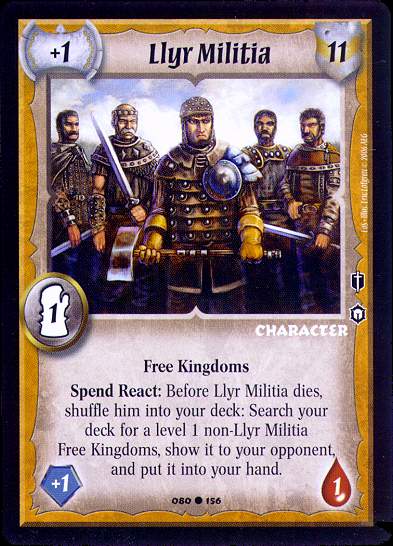 +1
Llyr Militia
11
1
CHARACTER
Free Kingdoms
Spend React: Before Llyr Militia dies,
shuffle him into your deck: Search your
deck for a level 1 non-Llyr Militia
Free Kingdoms, show it to your opponent,
and put it into your hand.
+1
080 ● 156
1